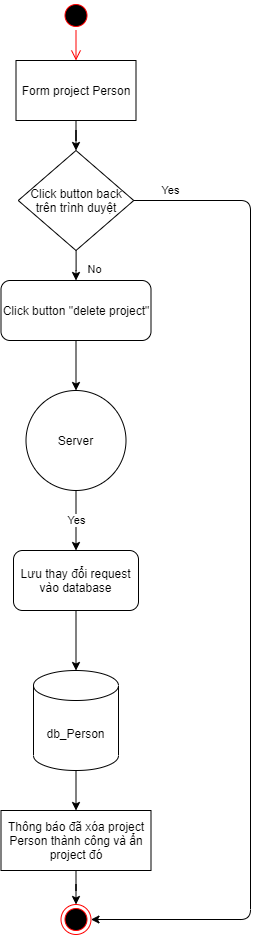 Form project Person
Click button back
trên trình duyệt
Yes
No
Click button "delete project"
Server
Yes
Lưu thay đổi request
vào database
db_Person
Thông báo đã xóa project
Person thành công và ẩn
project đó